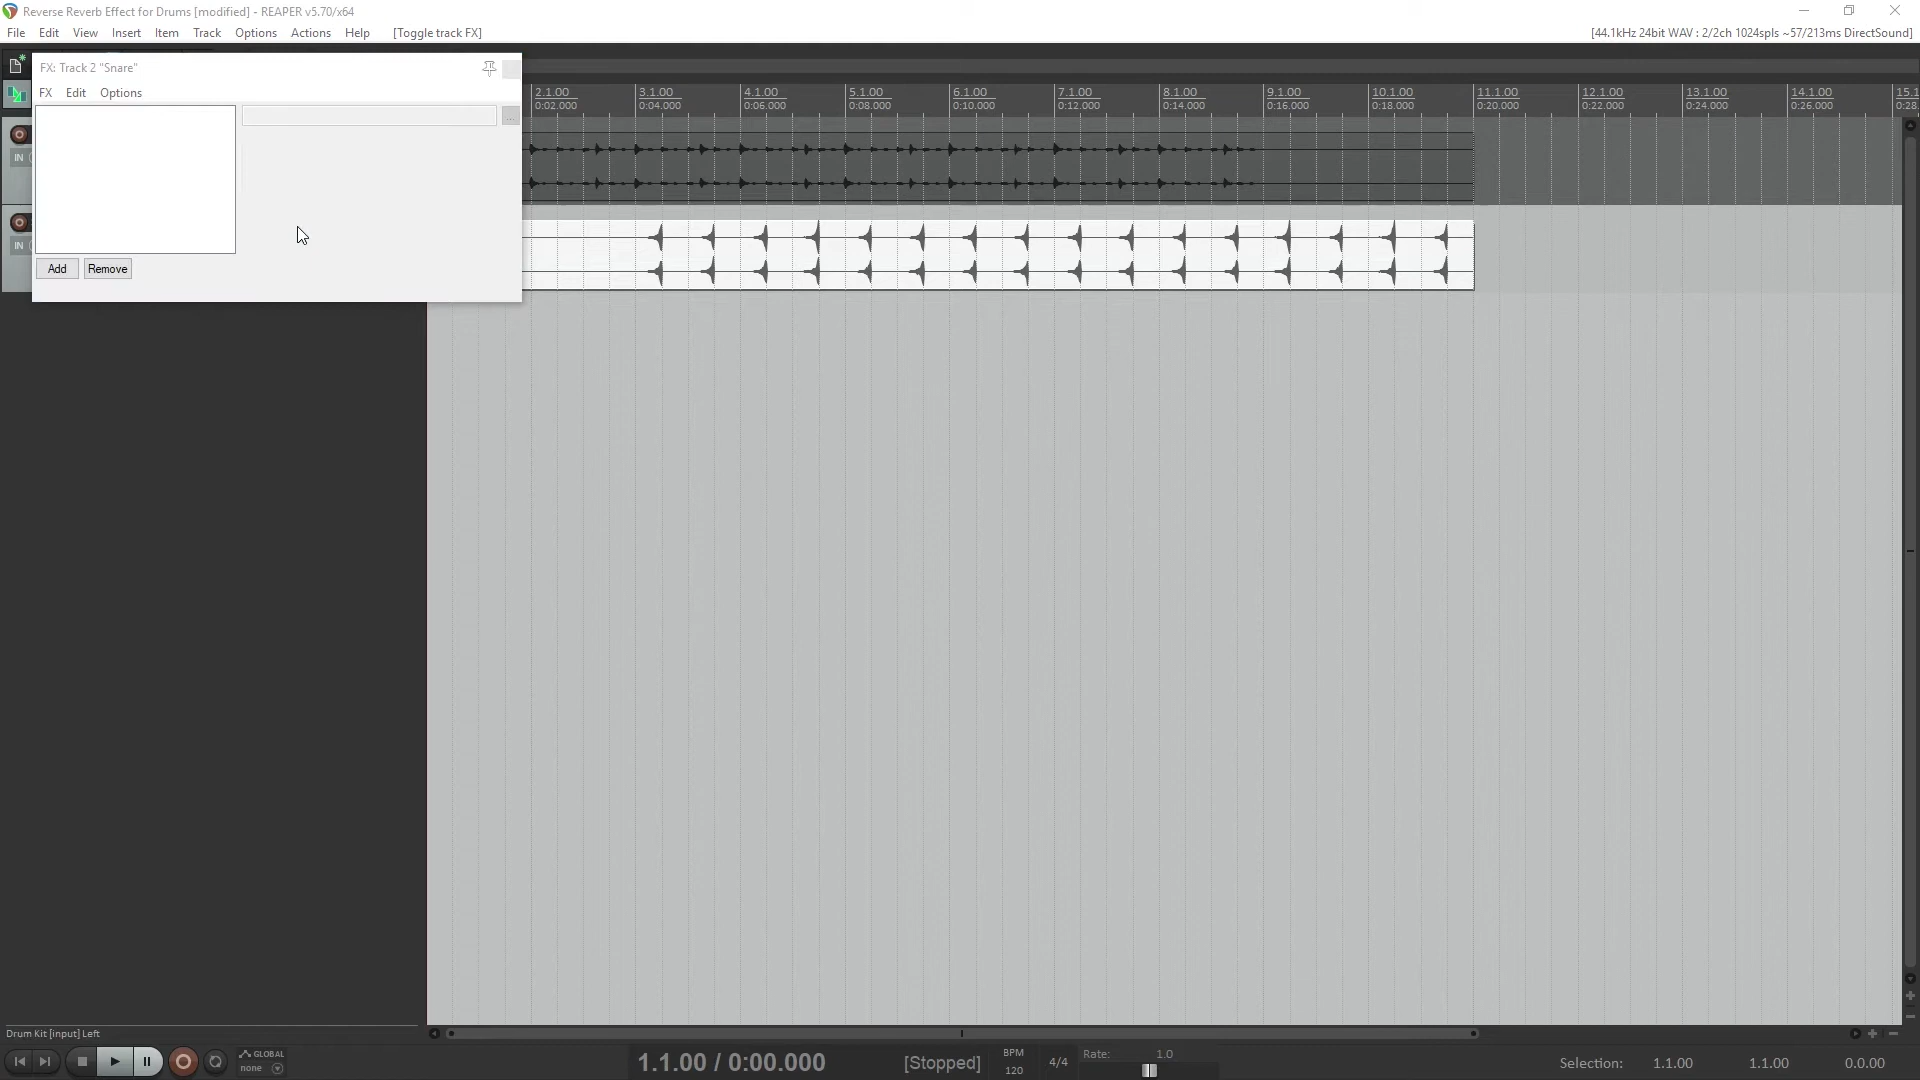 Reverse Reverb Effect for Drums [modified] - REAPER v5.70/x64
File Edit View Insert Item Track Options Actions Help [Toggle track FX] [44.1kHz 24bit WAV : 2/2ch 1024spls ~57/213ms DirectSound]
FX: Track 2 "Snare"
FX Edit Options
...
Add Remove
2.1.00 3.1.00 4.1.00 5.1.00 6.1.00 7.1.00 8.1.00 9.1.00 10.1.00 11.1.00 12.1.00 13.1.00 14.1.00 15.1
0:02.000 0:04.000 0:06.000 0:08.000 0:10.000 0:12.000 0:14.000 0:16.000 0:18.000 0:20.000 0:22.000 0:24.000 0:26.000 0:28.
IN
IN
Drum Kit [input] Left
GLOBAL
none
1.1.00 / 0:00.000 [Stopped]
BPM
120
4/4
Rate: 1.0
Selection: 1.1.00 1.1.00 0.0.00